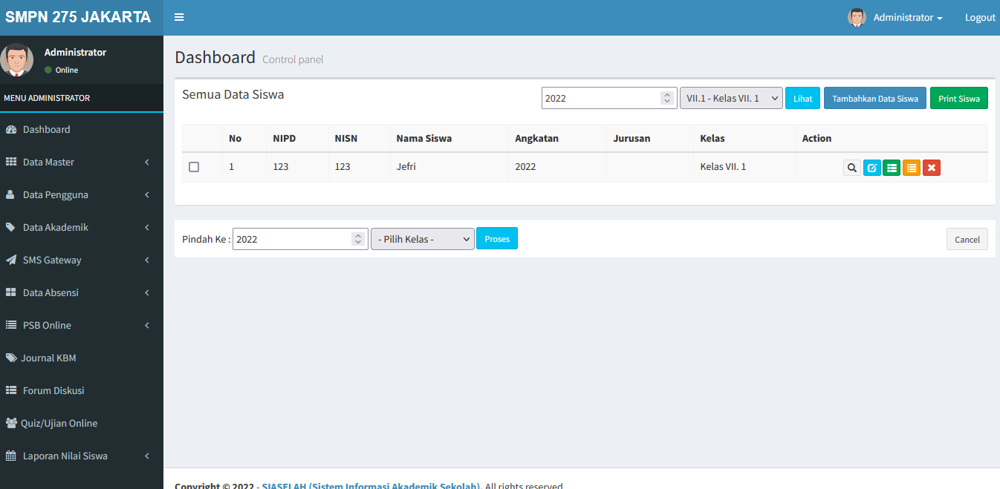 SMPN 275 JAKARTA
Administrator
Logout
Administrator
Online
MENU ADMINISTRATOR
Dashboard
Data Master
Data Pengguna
Data Akademik
SMS Gateway
Data Absensi
PSB Online
Journal KBM
Forum Diskusi
Quiz/Ujian Online
Laporan Nilai Siswa
Dashboard Control panel
Semua Data Siswa
2022
VII.1 - Kelas VII. 1
Lihat
Tambahkan Data Siswa
Print Siswa
No NIPD NISN Nama Siswa Angkatan Jurusan Kelas Action
1 123 123 Jefri 2022 Kelas VII. 1
Pindah Ke : 2022 - Pilih Kelas - Proses Cancel
Copyright © 2022 - SIASELAH (Sistem Informasi Akademik Sekolah). All rights reserved